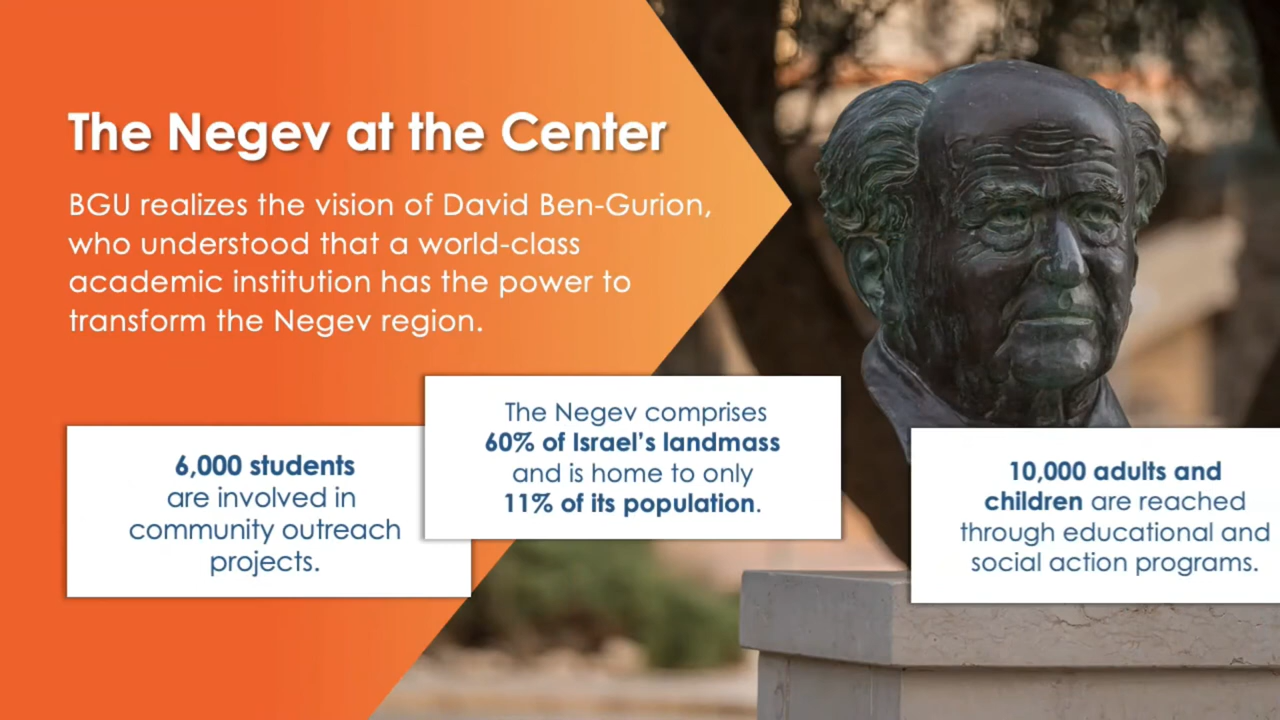 The Negev at the Center
BGU realizes the vision of David Ben-Gurion,
who understood that a world-class
academic institution has the power to
transform the Negev region.
6,000 students
are involved in
community outreach
projects.
The Negev comprises
60% of Israel's landmass
and is home to only
11% of its population.
10,000 adults and
children are reached
through educational and
social action programs.